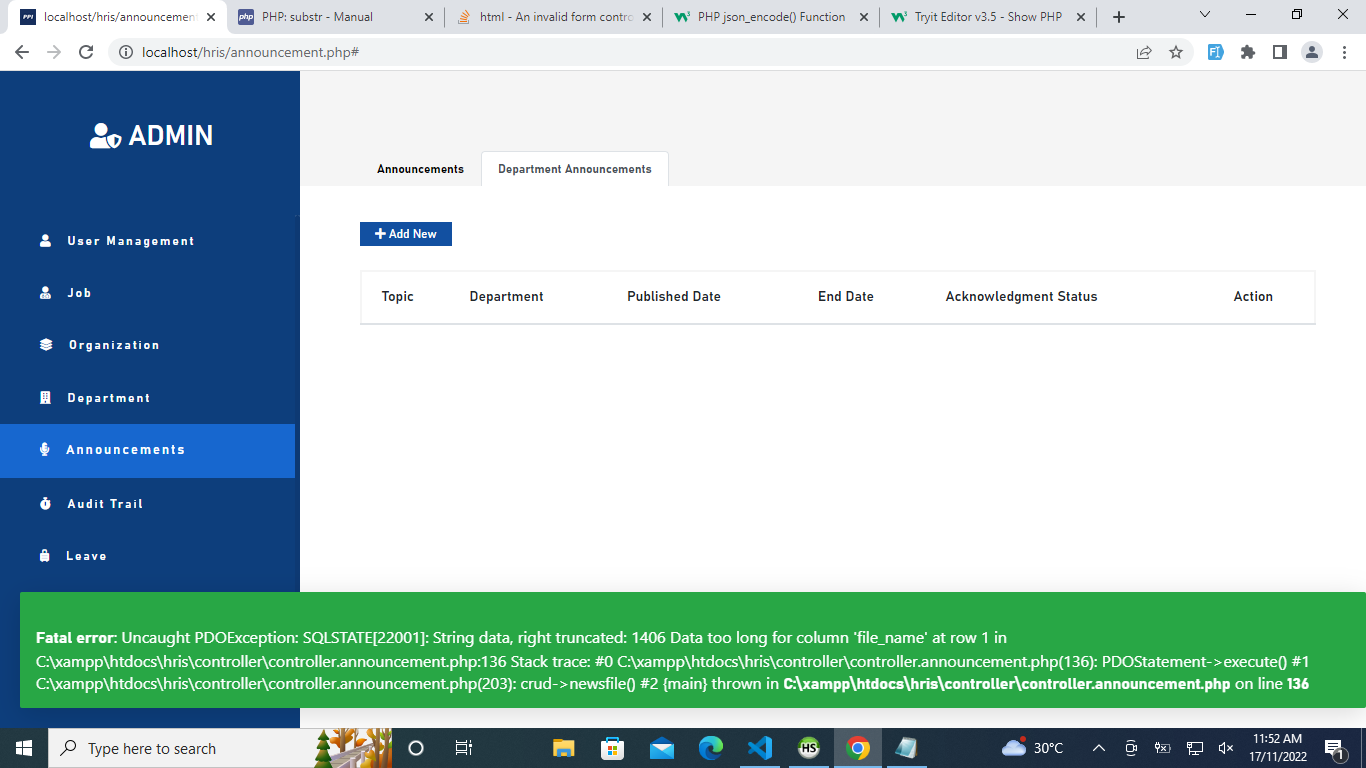 localhost/hris/announcement
PHP: substr - Manual
html - An invalid form contro
PHP json_encode() Function
Tryit Editor v3.5 - Show PHP
localhost/hris/announcement.php#
ADMIN
Announcements
Department Announcements
User Management
Add New
Job
Topic
Department
Published Date
End Date
Acknowledgment Status
Action
Organization
Department
Announcements
Audit Trail
Leave
Fatal error: Uncaught PDOException: SQLSTATE[22001]: String data, right truncated: 1406 Data too long for column 'file_name' at row 1 in
C:\xampp\htdocs\hris\controller\controller.announcement.php:136 Stack trace: #0 C:\xampp\htdocs\hris\controller\controller.announcement.php(136): PDOStatement->execute() #1
C:\xampp\htdocs\hris\controller\controller.announcement.php(203): crud->newsfile() #2 {main} thrown in C:\xampp\htdocs\hris\controller\controller.announcement.php on line 136
Type here to search
HS
30°C
11:52 AM
17/11/2022
1